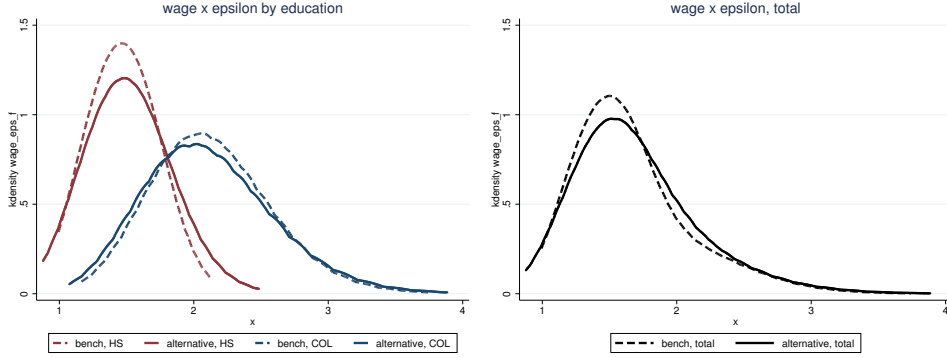 wage x epsilon by education
kdensity wage_eps_f
1.5
1
.5
0
1
2
3
4
x
bench, HS
alternative, HS
bench, COL
alternative, COL
wage x epsilon, total
kdensity wage_eps_f
1.5
1
.5
0
1
2
3
4
x
bench, total
alternative, total